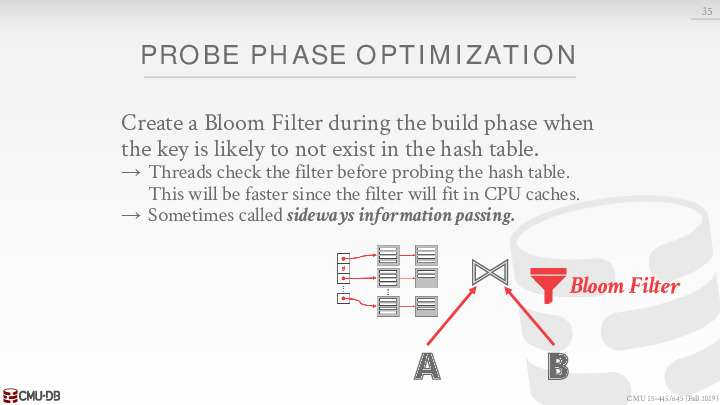 35
PROBE PHASE OPTIMIZATION
Create a Bloom Filter during the build phase when
the key is likely to not exist in the hash table.
→ Threads check the filter before probing the hash table.
This will be faster since the filter will fit in CPU caches.
→ Sometimes called sideways information passing.
Bloom Filter
A
B
CMU·DB
CMU 15-445/645 (Fall 2019)